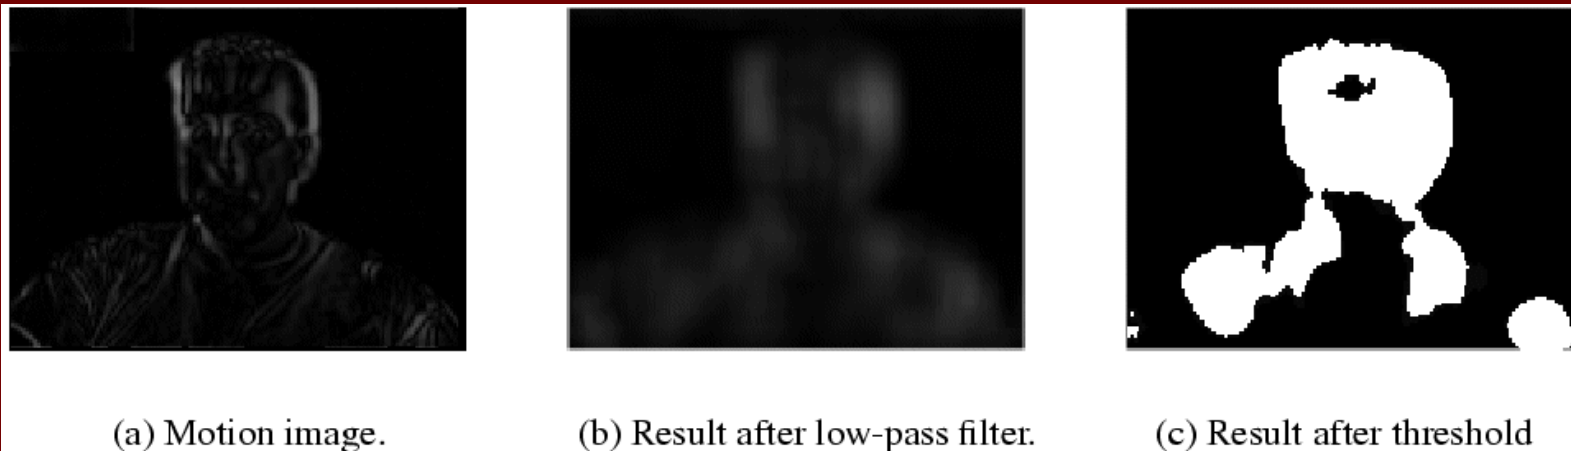 (a) Motion image.
(b) Result after low-pass filter.
(c) Result after threshold